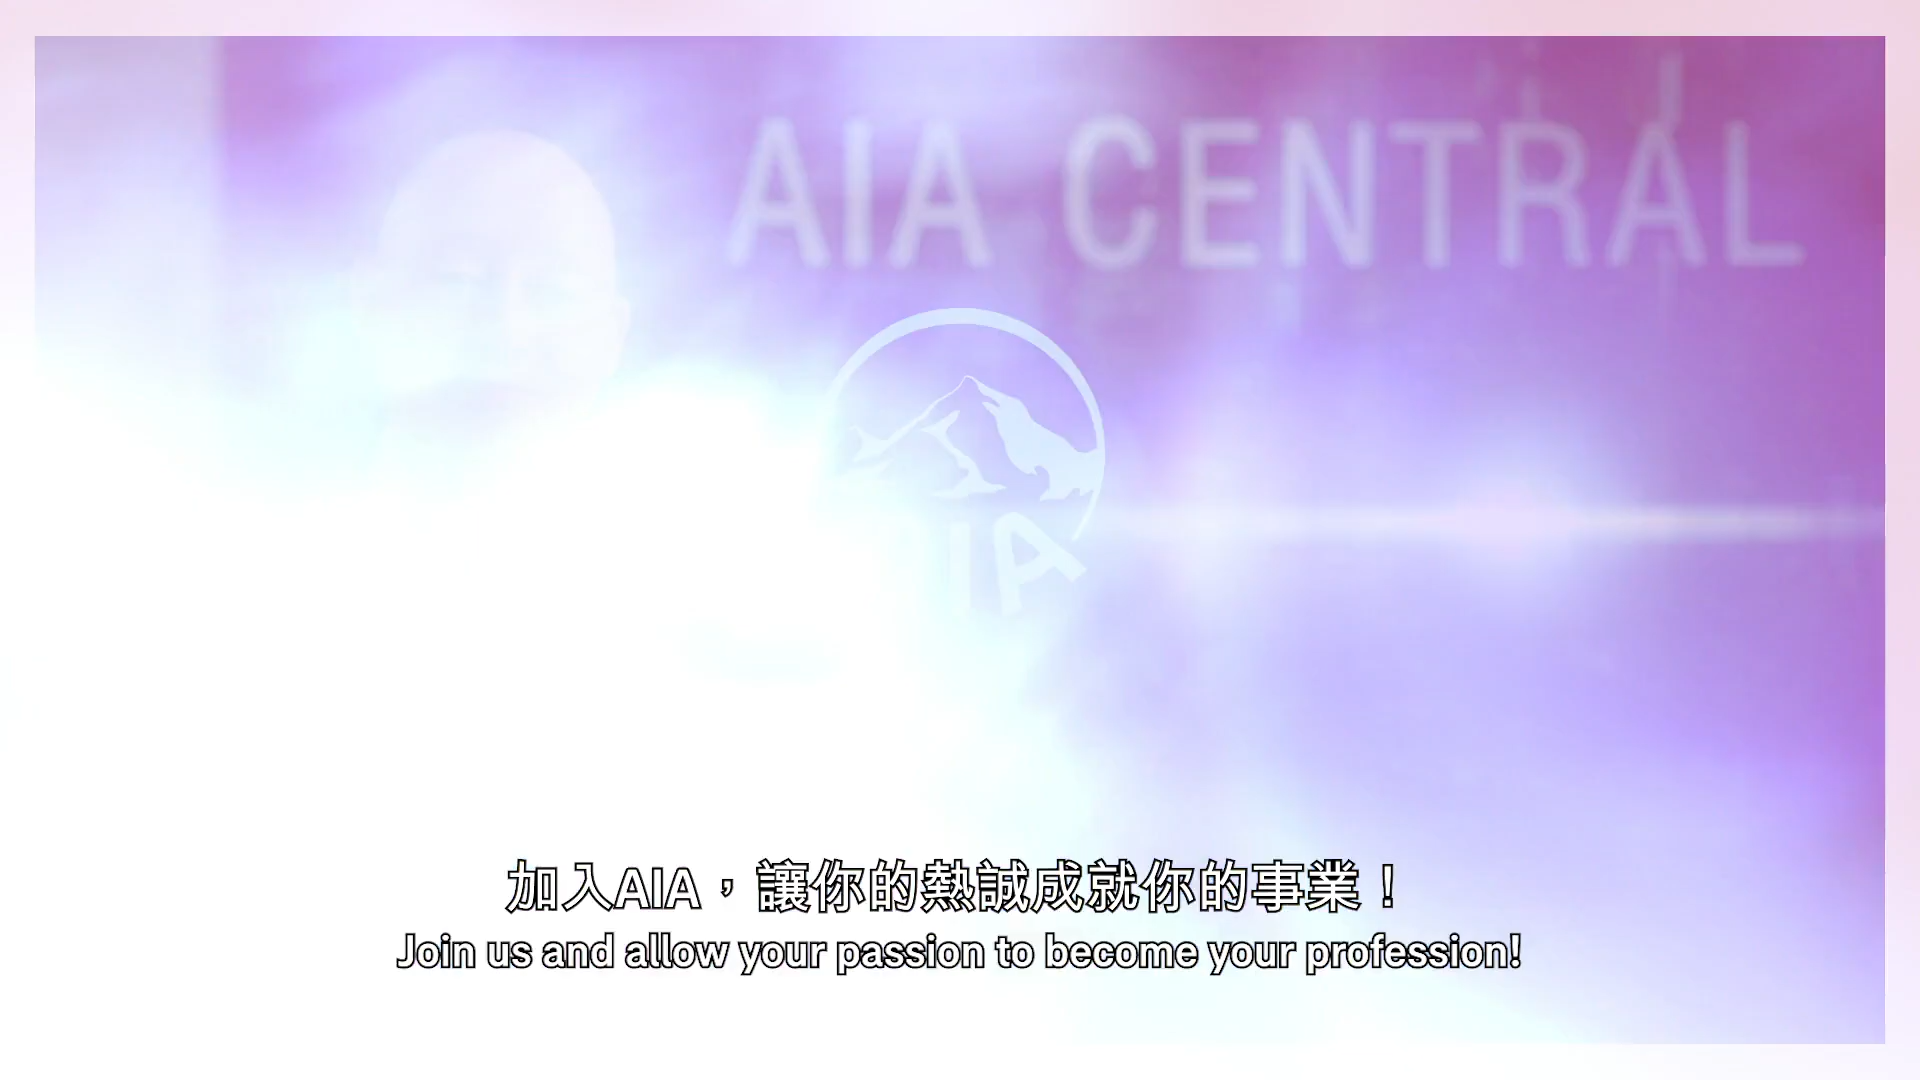 AIA CENTRAL
IA
加入AIA，讓你的熱誠成就你的事業！
Join us and allow your passion to become your profession!